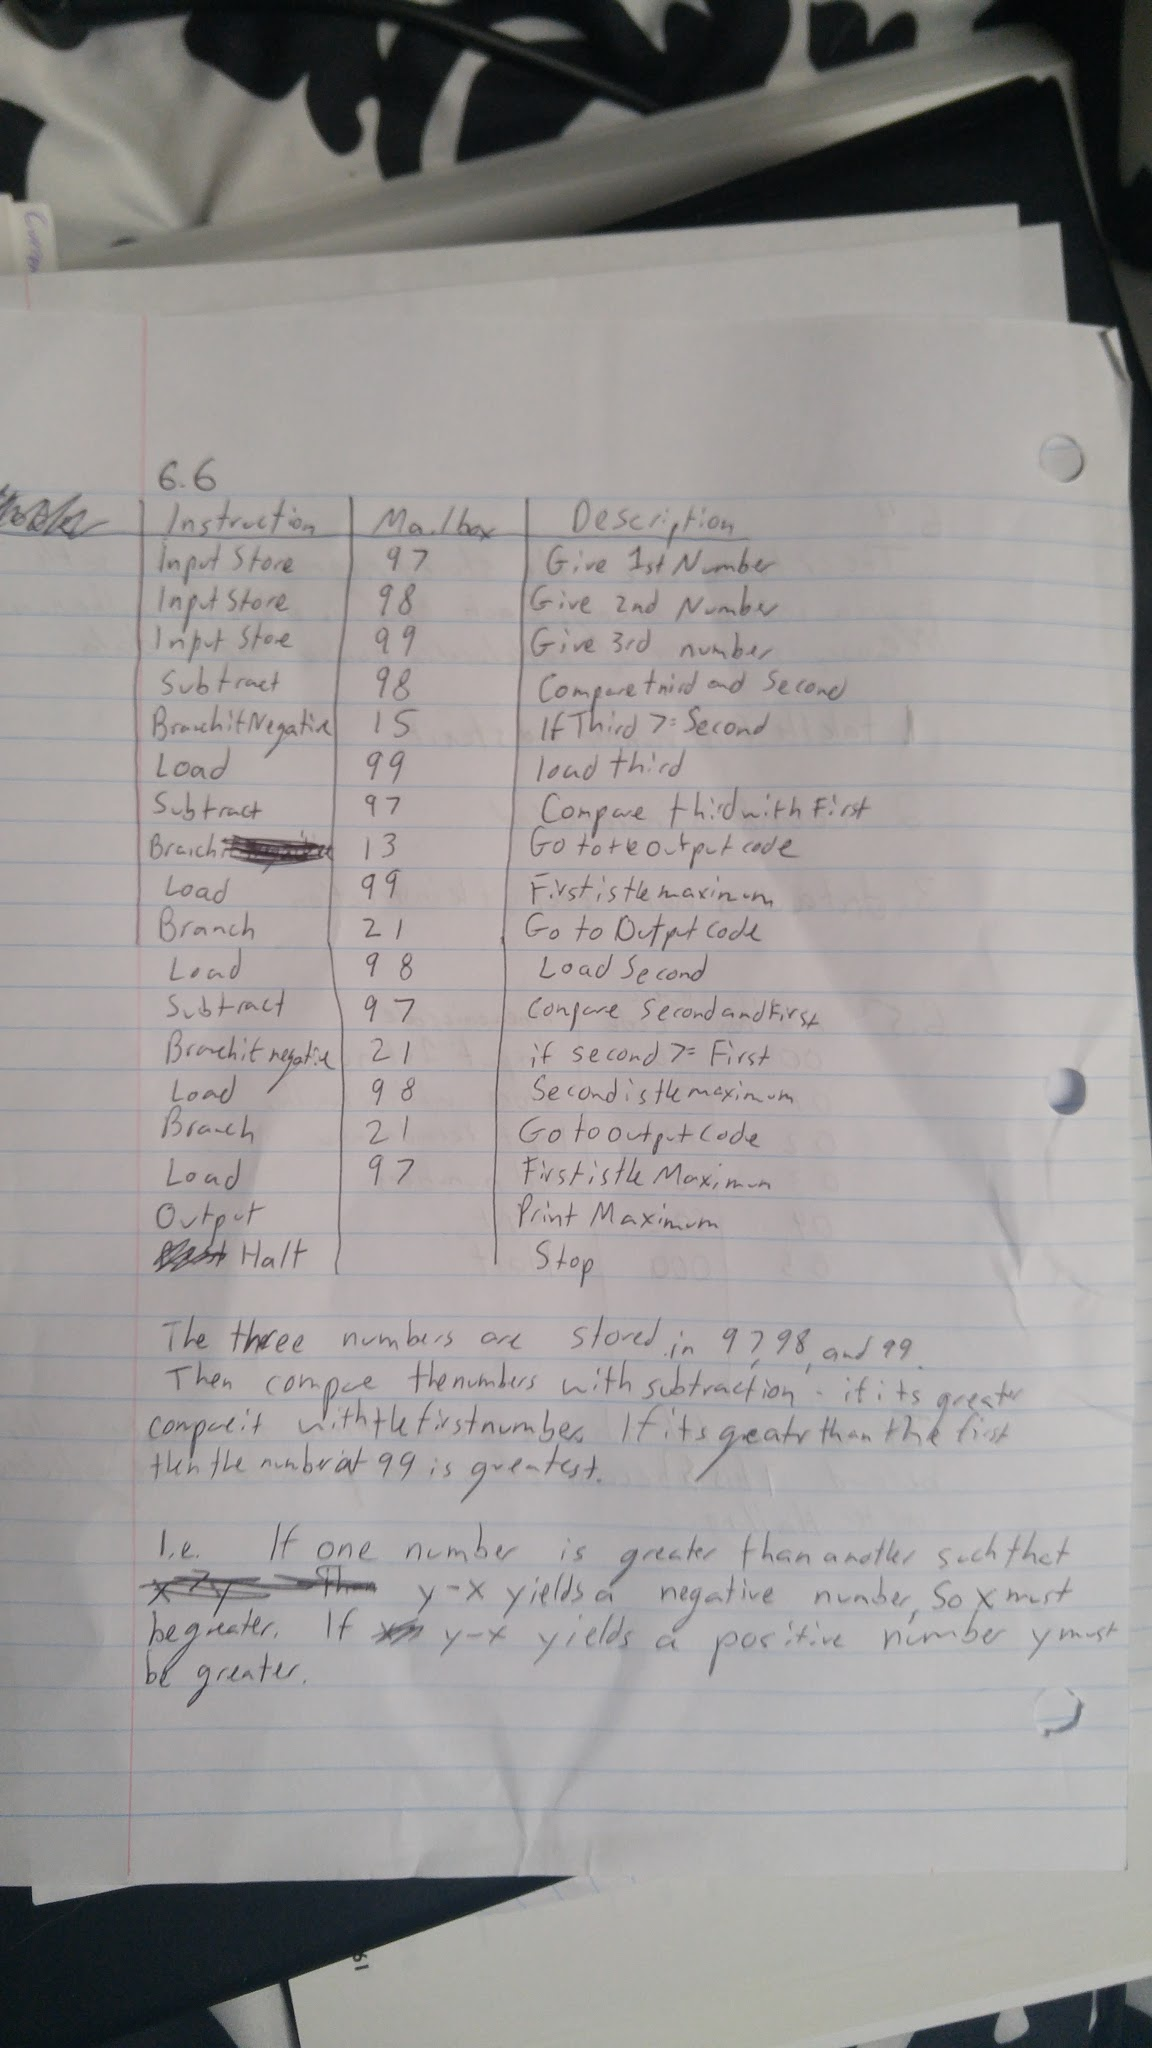 Curren
6.6
Instruction Mailbox Description
Input Store 97 Give 1st Number
Input Store 98 Give 2nd Number
Input Store 99 Give 3rd number
Subtract 98 Compare third and Second
BranchitNegative 15 If Third >= Second
Load 99 load third
Subtract 97 Compare third with First
Branch 13 Go to the output code
Load 99 First is the maximum
Branch 21 Go to Output code
Load 98 Load Second
Subtract 97 Compare Second and First
Branchit negative 21 if second >= First
Load 98 Second is the maximum
Branch 21 Go to output Code
Load 97 First is the Maximum
Output Print Maximum
Halt Stop
The three numbers are stored in 97, 98, and 99.
Then compare the numbers with subtraction - if its greater
compare it with the first number. If its greater than the first
then the number at 99 is greatest.
I.e. If one number is greater than another such that
y-x yields a negative number, So x must
be greater. If y-x yields a positive number y must
be greater.
61